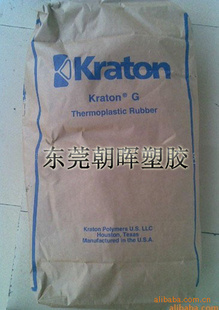 Kraton
Kraton® G
Thermoplastic Rubber
东莞朝晖塑胶
Kraton Polymers U.S. LLC
Houston, Texas
Manufactured in the U.S.A.
alibaba.com.cn